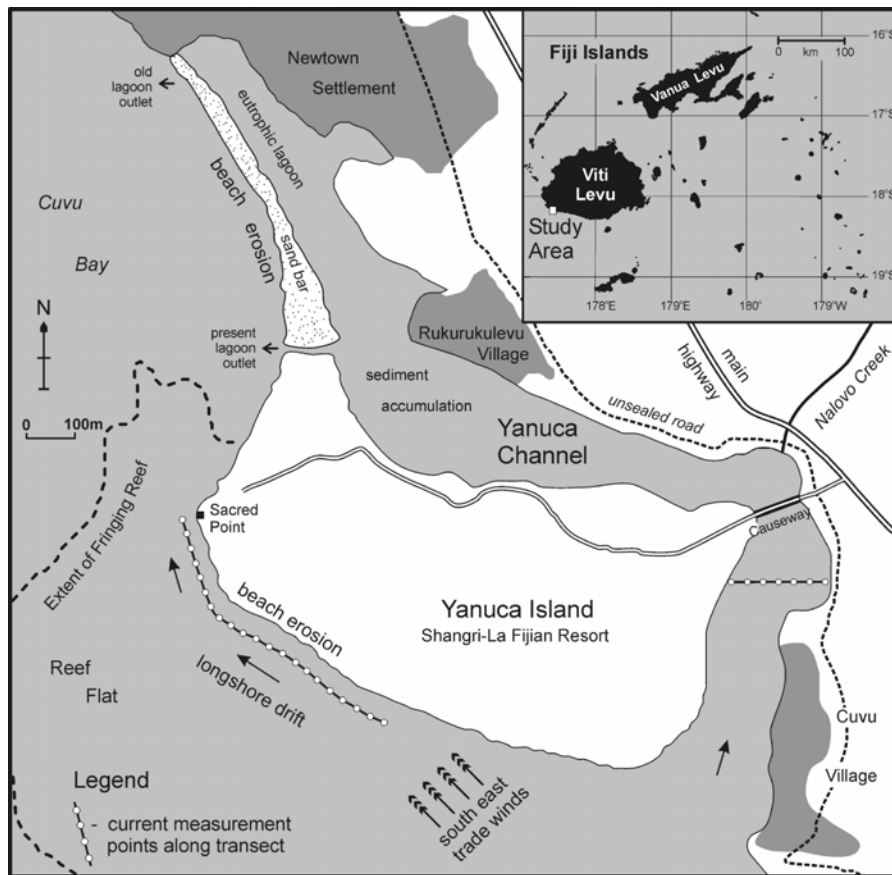 Newtown
Settlement
old
lagoon
outlet
eutrophic lagoon
beach erosion
sand bar
Cuvu
Bay
N
0 100m
present
lagoon
outlet
Rukurukulevu
Village
sediment
accumulation
Yanuca
Channel
unsealed road
main
highway
Nalovo Creek
Causeway
Extent of Fringing Reef
Sacred
Point
beach erosion
longshore drift
Yanuca Island
Shangri-La Fijian Resort
Reef
Flat
Cuvu
Village
south east
trade winds
Legend
- current measurement
points along transect
Fiji Islands
0 km 100
Vanua Levu
Viti
Levu
Study
Area
16°S
17°S
18°S
19°S
178°E
179°E
180°
179°W